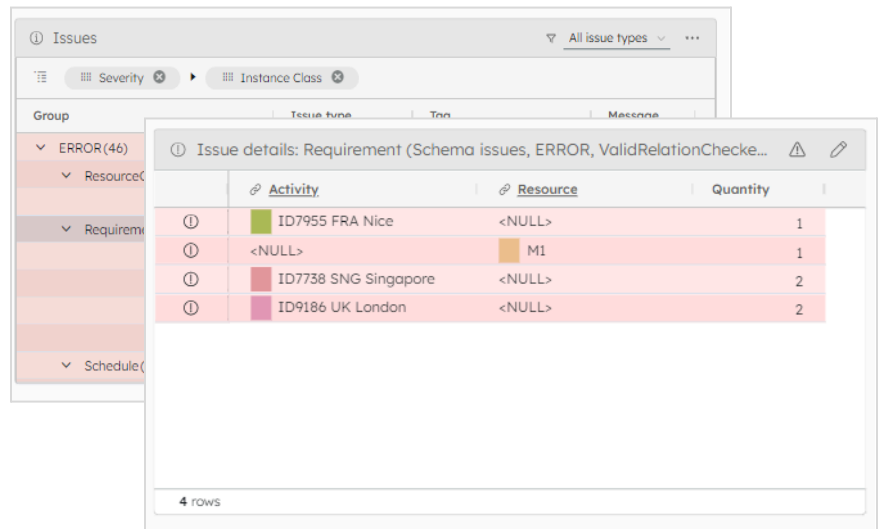 Issues
All issue types
Severity
Instance Class
Group Issue type Tag Message
ERROR(46)
Requirem
Schedule(
Issue details: Requirement (Schema issues, ERROR, ValidRelationChecke...
Activity Resource Quantity
ID7955 FRA Nice <NULL> 1
<NULL> M1 1
ID7738 SNG Singapore <NULL> 2
ID9186 UK London <NULL> 2
4 rows